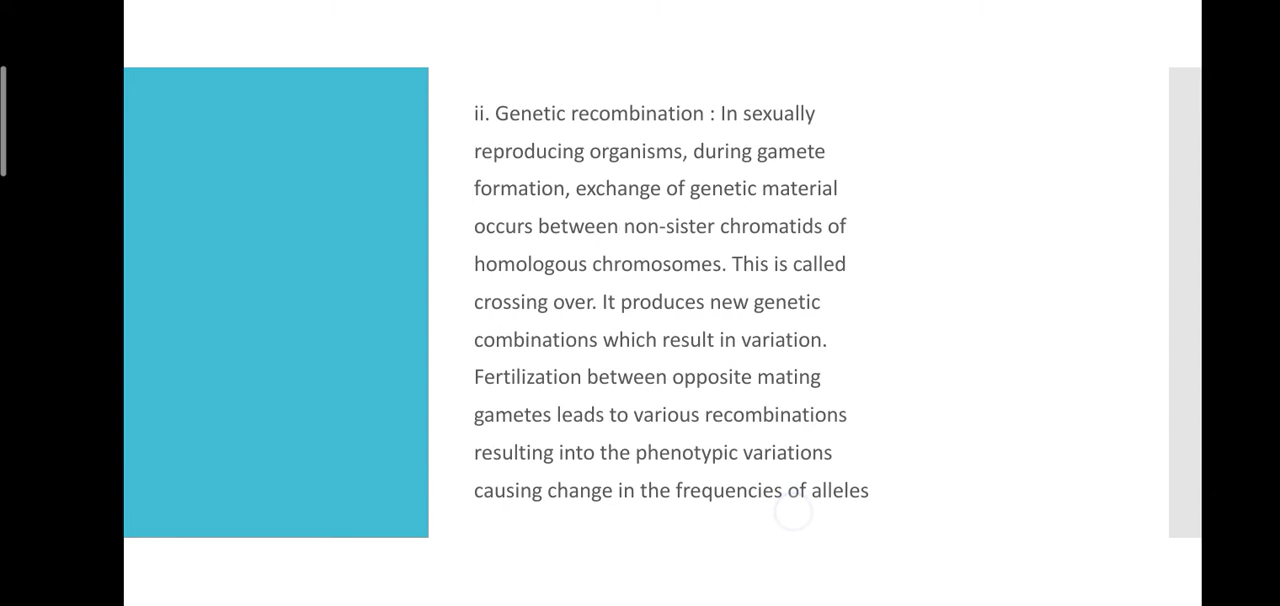 ii. Genetic recombination : In sexually
reproducing organisms, during gamete
formation, exchange of genetic material
occurs between non-sister chromatids of
homologous chromosomes. This is called
crossing over. It produces new genetic
combinations which result in variation.
Fertilization between opposite mating
gametes leads to various recombinations
resulting into the phenotypic variations
causing change in the frequencies of alleles